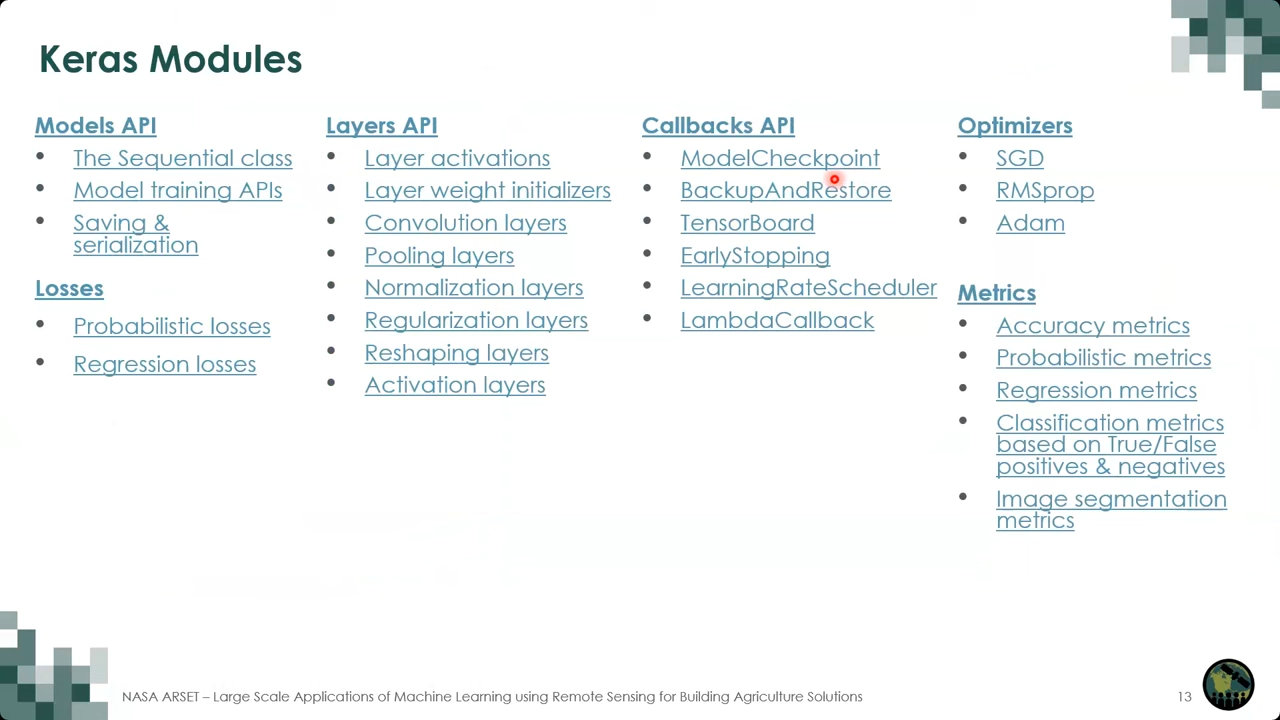 Keras Modules
Models API
• The Sequential class
• Model training APIs
• Saving &
serialization
Losses
• Probabilistic losses
• Regression losses
Layers API
• Layer activations
• Layer weight initializers
• Convolution layers
• Pooling layers
• Normalization layers
• Regularization layers
• Reshaping layers
• Activation layers
Callbacks API
• ModelCheckpoint
• BackupAndRestore
• TensorBoard
• EarlyStopping
• LearningRateScheduler
• LambdaCallback
Optimizers
• SGD
• RMSprop
• Adam
Metrics
• Accuracy metrics
• Probabilistic metrics
• Regression metrics
• Classification metrics
based on True/False
positives & negatives
• Image segmentation
metrics
NASA ARSET – Large Scale Applications of Machine Learning using Remote Sensing for Building Agriculture Solutions
13